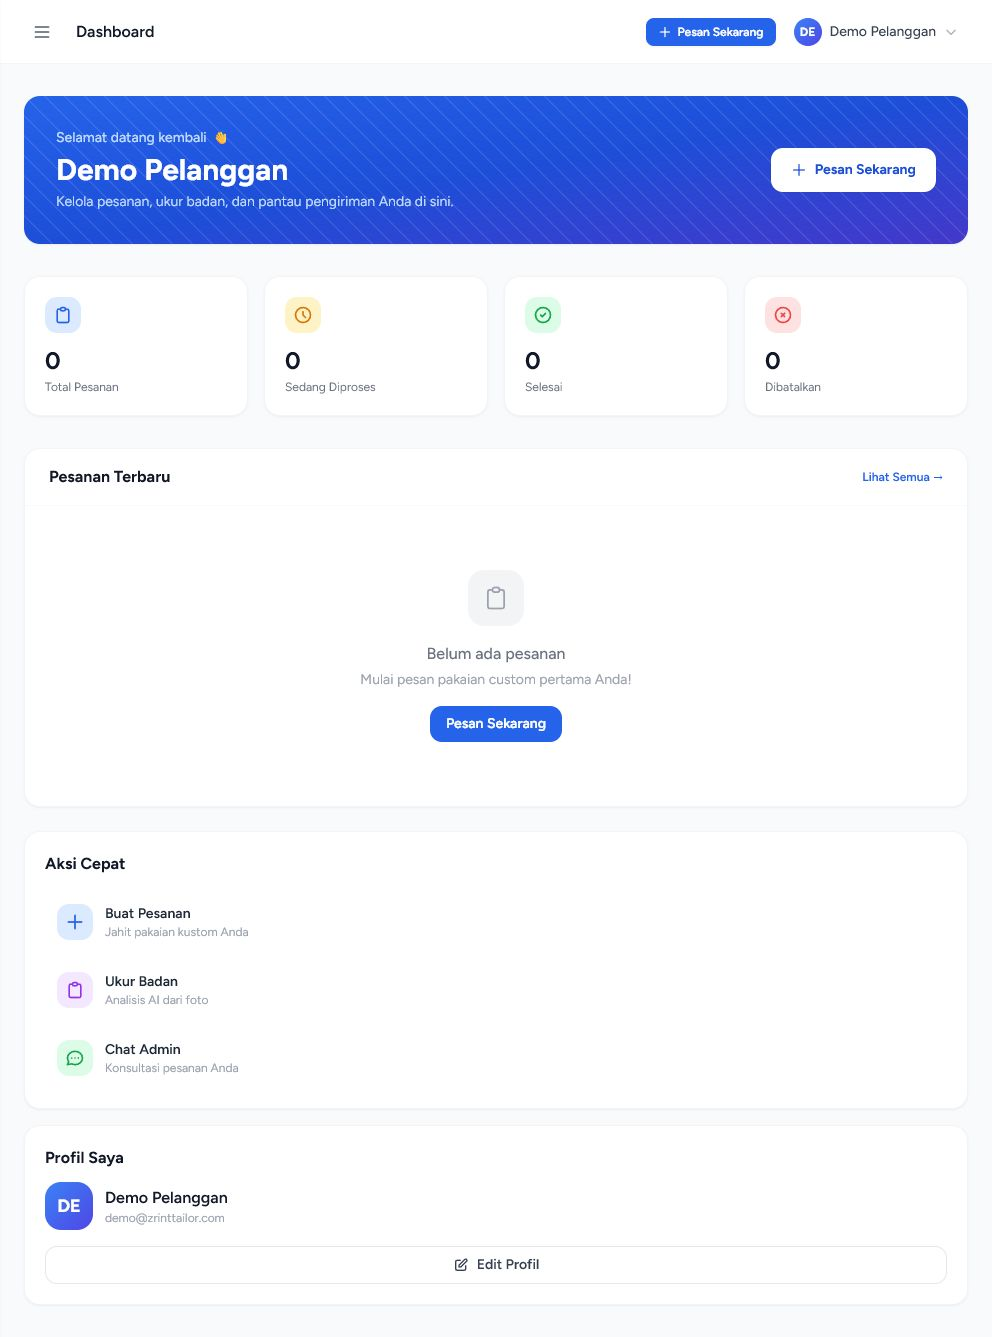 Dashboard
Pesan Sekarang
DE
Demo Pelanggan
Selamat datang kembali 👋
Demo Pelanggan
Kelola pesanan, ukur badan, dan pantau pengiriman Anda di sini.
Pesan Sekarang
0
Total Pesanan
0
Sedang Diproses
0
Selesai
0
Dibatalkan
Pesanan Terbaru
Lihat Semua →
Belum ada pesanan
Mulai pesan pakaian custom pertama Anda!
Pesan Sekarang
Aksi Cepat
Buat Pesanan
Jahit pakaian kustom Anda
Ukur Badan
Analisis AI dari foto
Chat Admin
Konsultasi pesanan Anda
Profil Saya
DE
Demo Pelanggan
demo@zrinttailor.com
Edit Profil